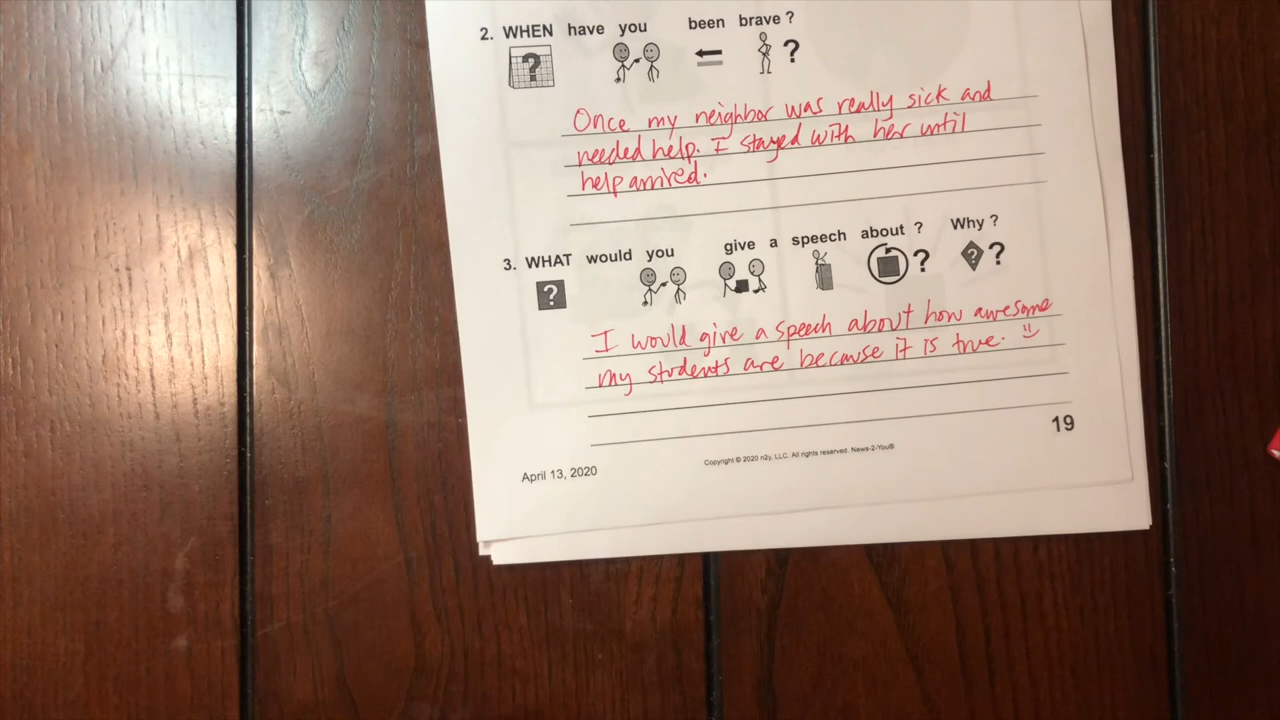 2. WHEN have you been brave ?
?
?
Once my neighbor was really sick and
needed help. I stayed with her until
help arrived.
3. WHAT would you give a speech about ? Why ?
?
?
? ?
I would give a speech about how awesome
my students are because it is true.
19
April 13, 2020
Copyright © 2020 n2y, LLC. All rights reserved. News-2-You®